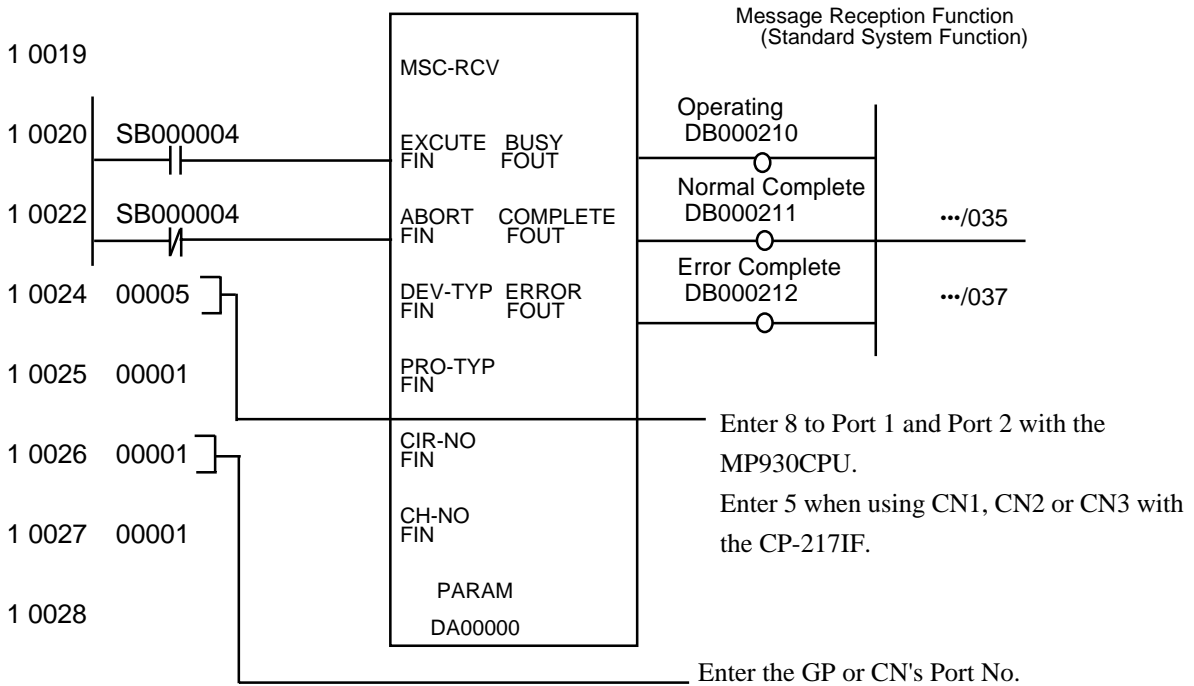 Message Reception Function
(Standard System Function)
1 0019
MSC-RCV
Operating
1 0020 SB000004 EXCUTE BUSY DB000210
FIN FOUT
Normal Complete
1 0022 SB000004 ABORT COMPLETE DB000211 •••/035
FIN FOUT
Error Complete
1 0024 00005 DEV-TYP ERROR DB000212 •••/037
FIN FOUT
1 0025 00001 PRO-TYP
FIN
Enter 8 to Port 1 and Port 2 with the
MP930CPU.
Enter 5 when using CN1, CN2 or CN3 with
the CP-217IF.
1 0026 00001 CIR-NO
FIN
1 0027 00001 CH-NO
FIN
PARAM
1 0028
DA00000
Enter the GP or CN's Port No.